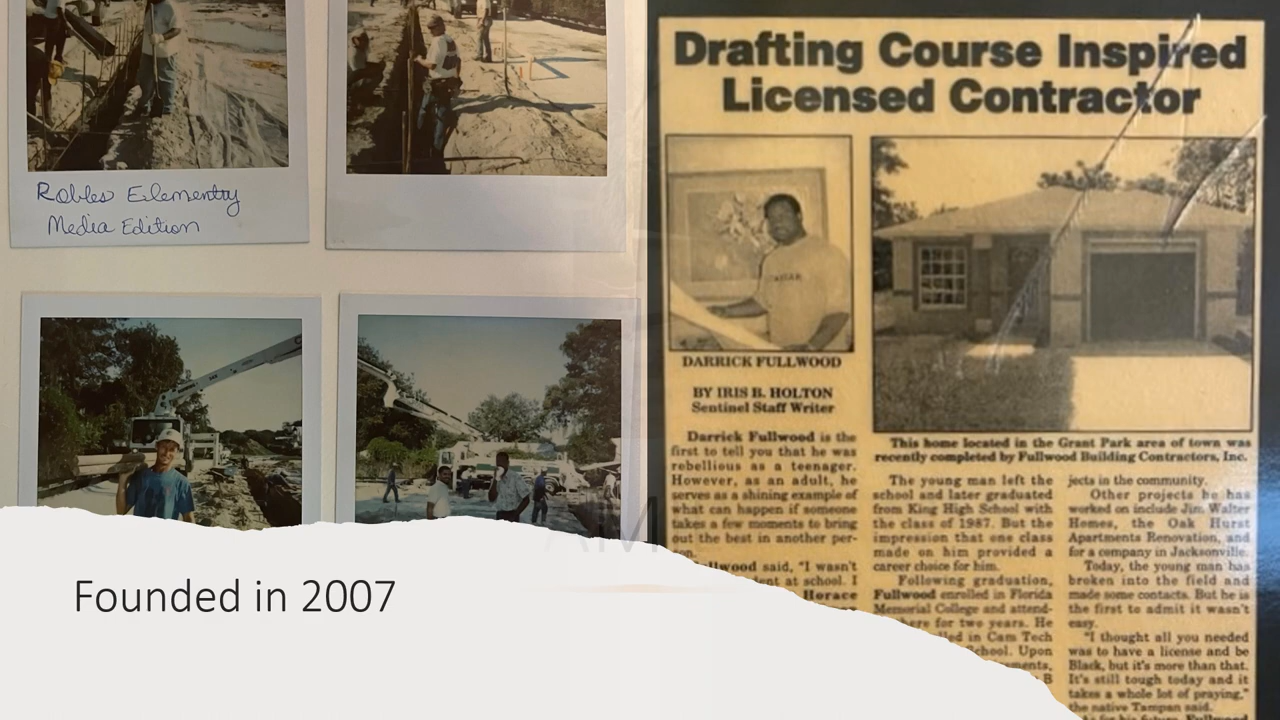 Robles Eilementry
Media Edition
Founded in 2007
Drafting Course Inspired
Licensed Contractor
DARRICK FULLWOOD
BY IRIS B. HOLTON
Sentinel Staff Writer
Darrick Fullwood is the
first to tell you that he was
rebellious as a teenager.
However, as an adult, he
serves as a shining example of
what can happen if someone
takes a few moments to bring
out the best in another per-
son.
said, "I wasn't
at school. I
Horace
This home located in the Grant Park area of town was
recently completed by Fullwood Building Contractors, Inc.
The young man left the
school and later graduated
from King High School with
the class of 1987. But the
impression that one class
made on him provided a
career choice for him.
Following graduation,
Fullwood enrolled in Florida
Memorial College and attend-
here for two years. He
in Cam Tech
School. Upon
jects in the community.
Other projects he has
worked on include Jim Walter
Homes, the Oak Hurst
Apartments Renovation, and
for a company in Jacksonville.
Today, the young man has
broken into the field and
made some contacts. But he is
the first to admit it wasn't
easy.
"I thought all you needed
was to have a license and be
Black, but it's more than that.
It's still tough today and it
takes a whole lot of praying,"
the native Tampan said.